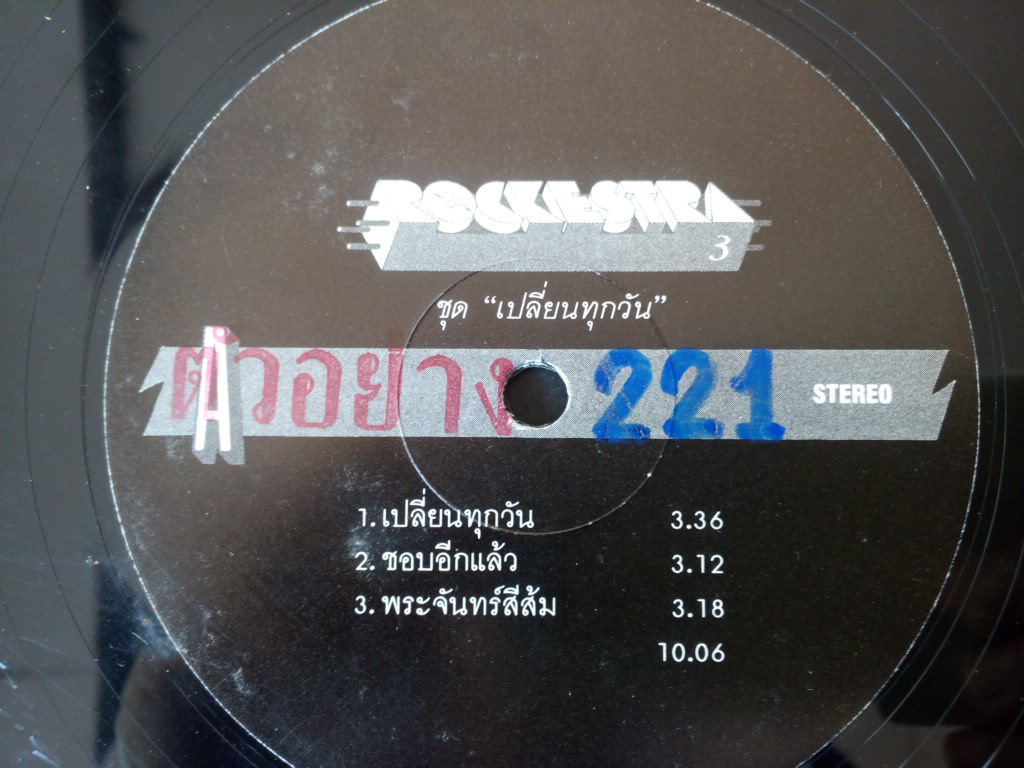 ROCKESTRA
3
ชุด “เปลี่ยนทุกวัน”
A
ตัวอย่าง 221 STEREO
1. เปลี่ยนทุกวัน 3.36
2. ชอบอีกแล้ว 3.12
3. พระจันทร์สีส้ม 3.18
10.06